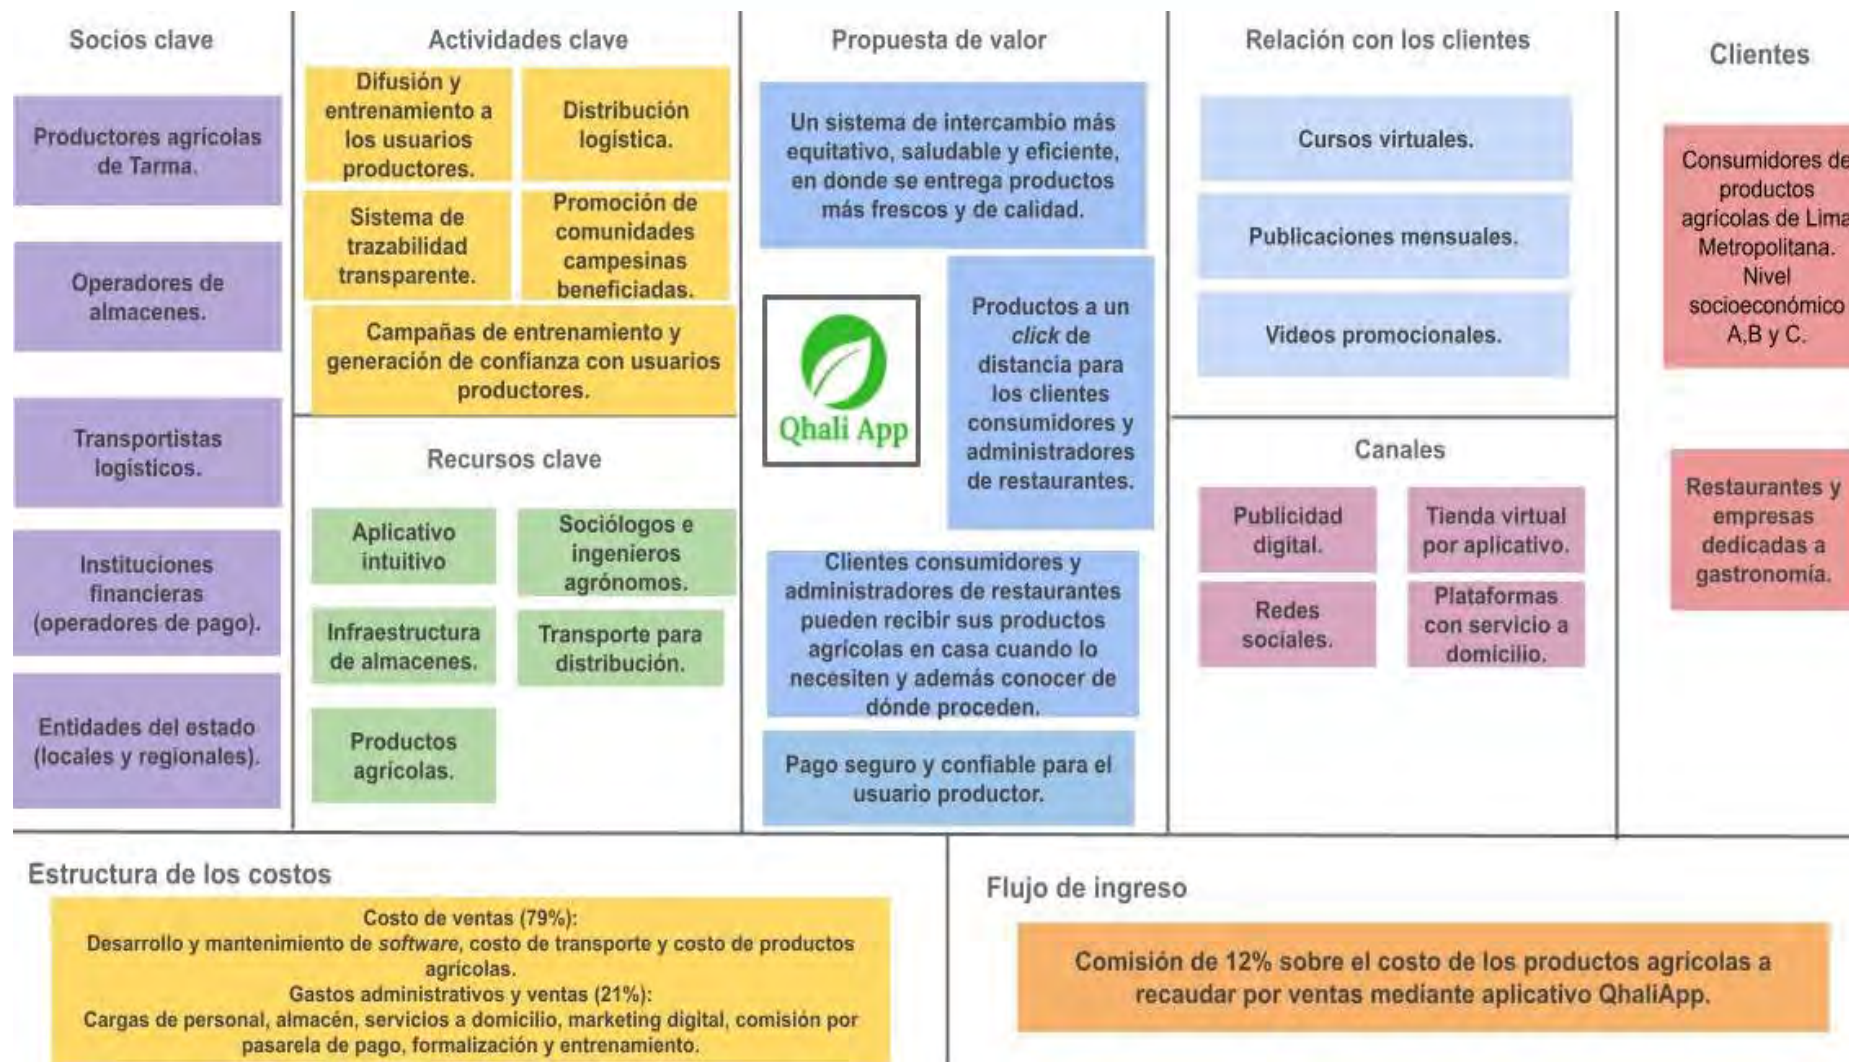 Socios clave
Productores agrícolas
de Tarma.
Operadores de
almacenes.
Transportistas
logísticos.
Instituciones
financieras
(operadores de pago).
Entidades del estado
(locales y regionales).
Actividades clave
Difusión y
entrenamiento a
los usuarios
productores.
Distribución
logística.
Sistema de
trazabilidad
transparente.
Promoción de
comunidades
campesinas
beneficiadas.
Campañas de entrenamiento y
generación de confianza con usuarios
productores.
Recursos clave
Aplicativo
intuitivo
Sociólogos e
ingenieros
agrónomos.
Infraestructura
de almacenes.
Transporte para
distribución.
Productos
agrícolas.
Propuesta de valor
Un sistema de intercambio más
equitativo, saludable y eficiente,
en donde se entrega productos
más frescos y de calidad.
Qhali App
Productos a un
click de
distancia para
los clientes
consumidores y
administradores
de restaurantes.
Clientes consumidores y
administradores de restaurantes
pueden recibir sus productos
agrícolas en casa cuando lo
necesiten y además conocer de
dónde proceden.
Pago seguro y confiable para el
usuario productor.
Relación con los clientes
Cursos virtuales.
Publicaciones mensuales.
Videos promocionales.
Canales
Publicidad
digital.
Tienda virtual
por aplicativo.
Redes
sociales.
Plataformas
con servicio a
domicilio.
Clientes
Consumidores de
productos
agrícolas de Lima
Metropolitana.
Nivel
socioeconómico
A,B y C.
Restaurantes y
empresas
dedicadas a
gastronomía.
Estructura de los costos
Costo de ventas (79%):
Desarrollo y mantenimiento de software, costo de transporte y costo de productos
agrícolas.
Gastos administrativos y ventas (21%):
Cargas de personal, almacén, servicios a domicilio, marketing digital, comisión por
pasarela de pago, formalización y entrenamiento.
Flujo de ingreso
Comisión de 12% sobre el costo de los productos agrícolas a
recaudar por ventas mediante aplicativo QhaliApp.